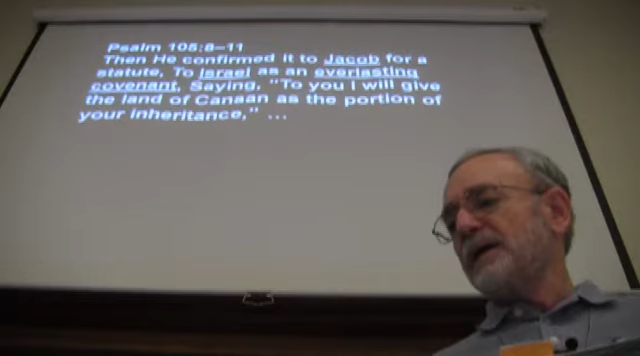 Psalm 105:8-11
Then He confirmed it to Jacob for a
statute, To Israel as an everlasting
covenant, Saying, "To you I will give
the land of Canaan as the portion of
your inheritance," ...